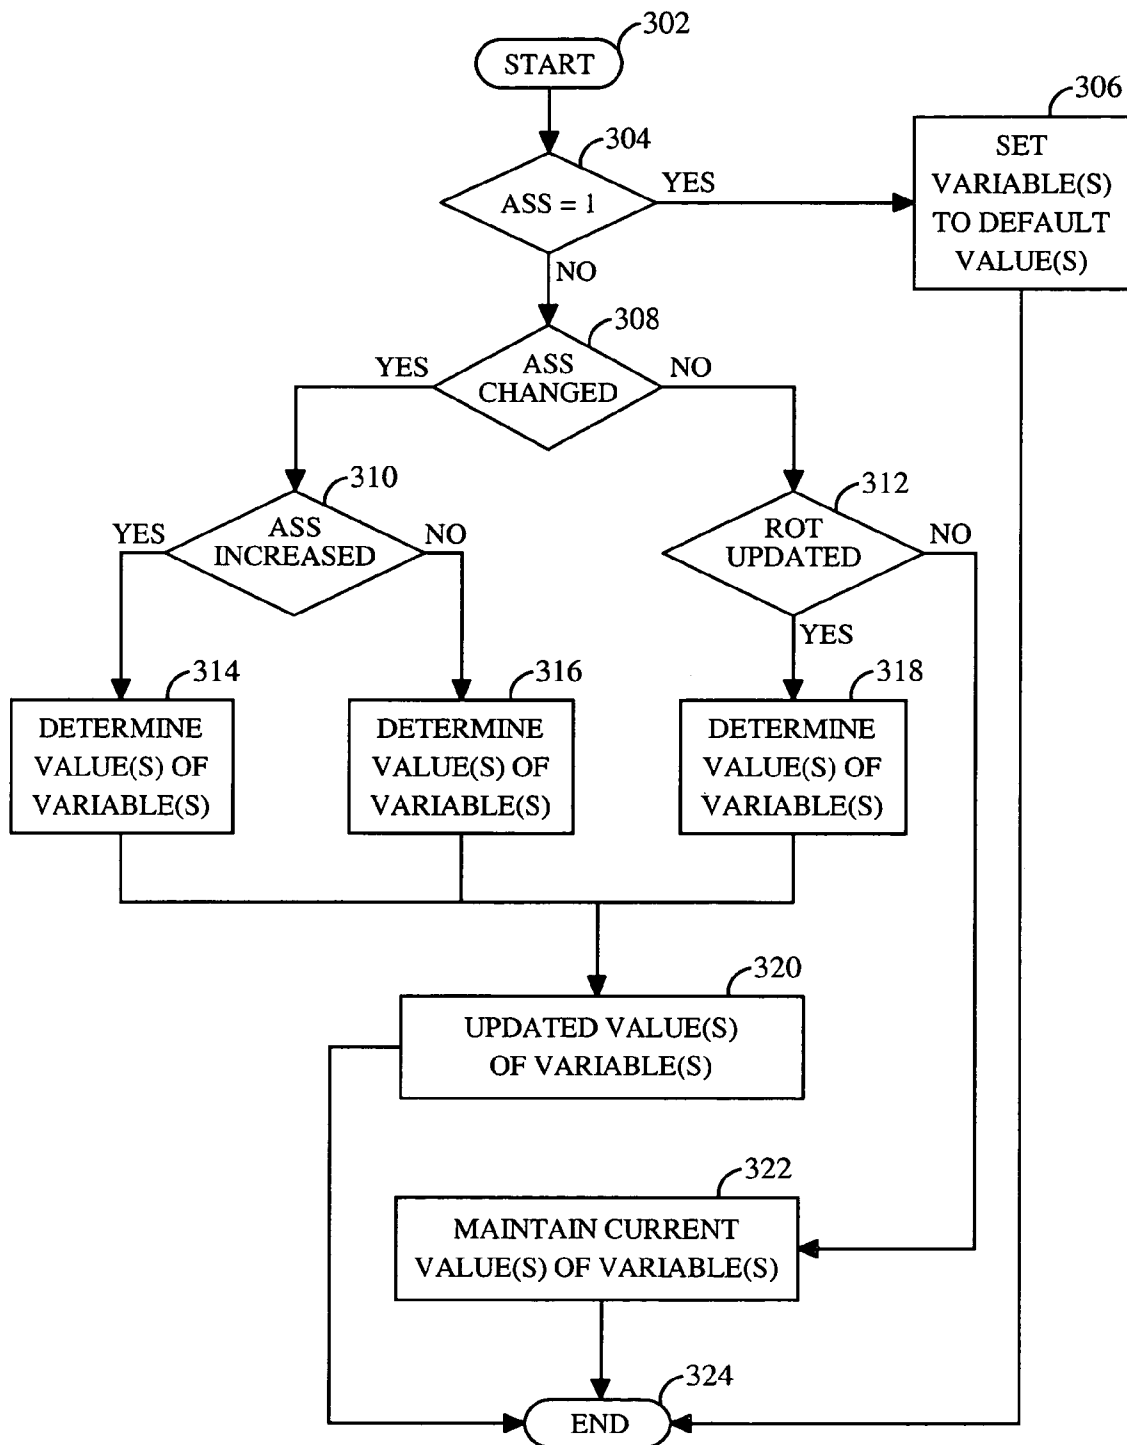 302
START
304
306
ASS = 1
YES
SET
VARIABLE(S)
TO DEFAULT
VALUE(S)
NO
308
YES
ASS
CHANGED
NO
310
312
YES
ASS
INCREASED
NO
ROT
UPDATED
NO
YES
314
316
318
DETERMINE
VALUE(S) OF
VARIABLE(S)
DETERMINE
VALUE(S) OF
VARIABLE(S)
DETERMINE
VALUE(S) OF
VARIABLE(S)
320
UPDATED VALUE(S)
OF VARIABLE(S)
322
MAINTAIN CURRENT
VALUE(S) OF VARIABLE(S)
324
END